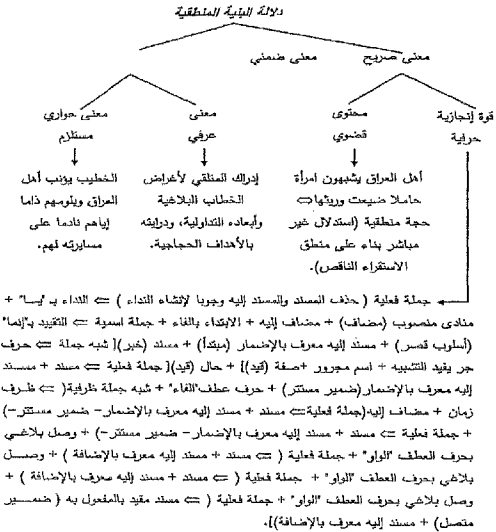 دلالة البنية المنطقية
معنى صريح
معنى ضمني
قوة إنجازية
حرفية
محتوى
قضوي
معنى
عرفي
معنى حواري
مستلزم
أهل العراق يشبهون امرأة
حاملا ضيعت وريثها⇐
حجة منطقية (استدلال غير
مباشر بناء على منطق
الاستقراء الناقص).
إدراك المتلقي لأغراض
الخطاب البلاغية
وأبعاده التداولية، ودرايته
بالأهداف الحجاجية.
الخطيب يؤنب أهل
العراق ويلومهم ذاما
إياهم نادما على
مسايرته لهم.
جملة فعلية ( حذف المسند والمسند إليه وجوبا لإنشاء النداء ) ⇐ النداء بـ "يـا" +
منادى منصوب (مضاف) + مضاف إليه + الابتداء بالفاء + جملة اسمية ⇐ التقييد بـ"إنما"
(أسلوب قصر) + مسند إليه معرف بالإضمار (مبتدأ) + مسند (خبر)[ شبه جملة ⇐ حرف
جر يفيد التشبيه + اسم مجرور +صفة (قيد)] + حال (قيد)[ جملة فعلية ⇐ مسند + مسند
إليه معرف بالإضمار(ضمير مستتر) + حرف عطف"الفاء" + شبه جملة ظرفية( ⇐ ظرف
زمان + مضاف إليه(جملة فعلية⇐ مسند + مسند إليه معرف بالإضمار- ضمير مستتر-)
+ جملة فعلية ⇐ مسند + مسند إليه معرف بالإضمار- ضمير مستتر-) + وصل بلاغي
بحرف العطف "الواو" + جملة فعلية ( ⇐ مسند + مسند إليه معرف بالإضافة ) + وصل
بلاغي بحرف العطف "الواو" + جملة فعلية ( ⇐ مسند + مسند إليه معرف بالإضافة ) +
وصل بلاغي بحرف العطف "الواو" + جملة فعلية ( ⇐ مسند مقيد بالمفعول به ( ضمير
متصل) + مسند إليه معرف بالإضافة)].